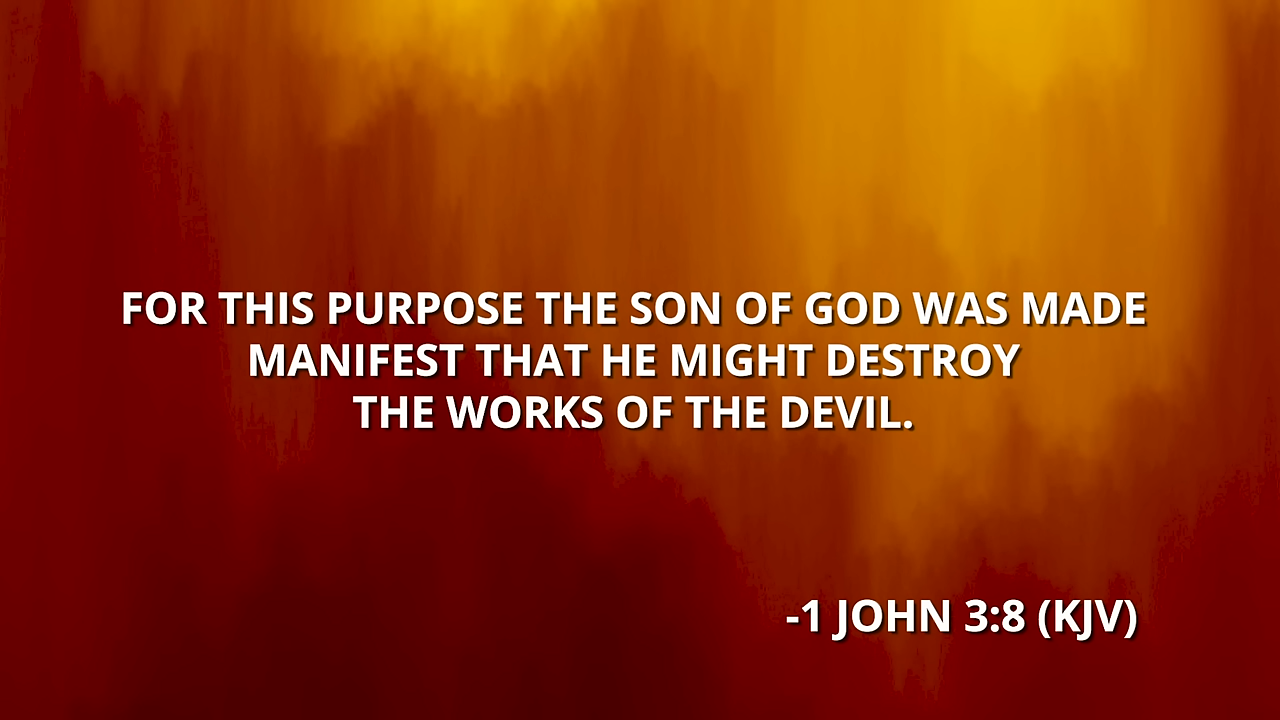 FOR THIS PURPOSE THE SON OF GOD WAS MADE
MANIFEST THAT HE MIGHT DESTROY
THE WORKS OF THE DEVIL.
-1 JOHN 3:8 (KJV)